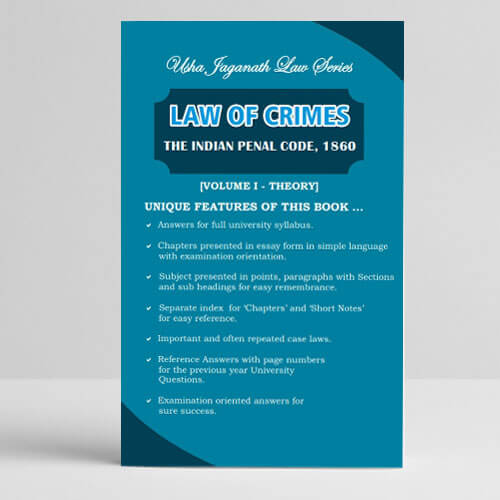 Usha Jaganath Law Series
LAW OF CRIMES
THE INDIAN PENAL CODE, 1860
[VOLUME I - THEORY]
UNIQUE FEATURES OF THIS BOOK ...
Answers for full university syllabus.
Chapters presented in essay form in simple language
with examination orientation.
Subject presented in points, paragraphs with Sections
and sub headings for easy remembrance.
Separate index for 'Chapters' and 'Short Notes'
for easy reference.
Important and often repeated case laws.
Reference Answers with page numbers
for the previous year University
Questions.
Examination oriented answers for
sure success.